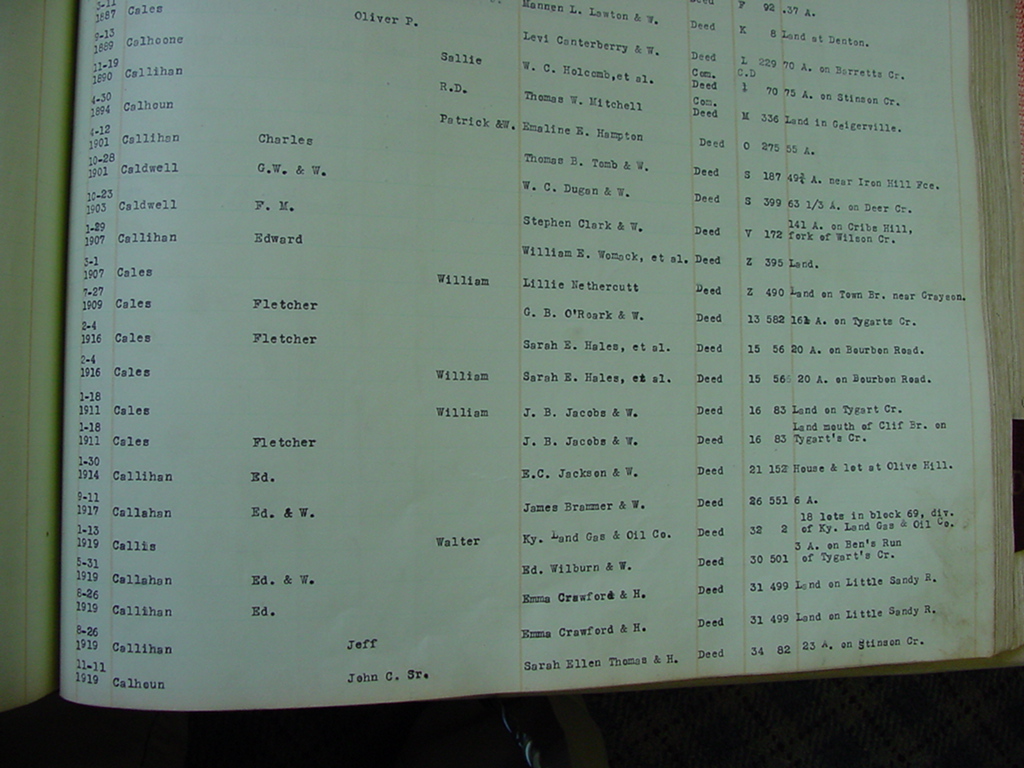 F 92 .37 A.
3-11 Mannen L. Lawton & W. Deed K 8 Land at Denton.
1887 Cales Oliver P. Levi Canterberry & W. Deed L 229 70 A. on Barretts Cr.
9-13 Com. C.D
1889 Calhoone Sallie W. C. Holcomb, et al. Deed 1 70 75 A. on Stinson Cr.
11-19 Com.
1890 Callihan R.D. Thomas W. Mitchell Deed M 336 Land in Geigerville.
4-30
1894 Calhoun Patrick &W. Emaline E. Hampton Deed O 275 55 A.
4-12
1901 Callihan Charles Thomas B. Tomb & W. Deed S 187 49¾ A. near Iron Hill Fce.
10-28
1901 Caldwell G.W. & W. W. C. Dugan & W. Deed S 399 63 1/3 A. on Deer Cr.
10-23 141 A. on Cribs Hill,
1903 Caldwell F. M. Stephen Clark & W. Deed V 172 fork of Wilson Cr.
1-29
1907 Callihan Edward William E. Womack, et al. Deed Z 395 Land.
3-1
1907 Cales William Lillie Nethercutt Deed Z 490 Land on Town Br. near Grayson.
7-27
1909 Cales Fletcher G. B. O'Roark & W. Deed 13 582 16½ A. on Tygarts Cr.
2-4
1916 Cales Fletcher Sarah E. Hales, et al. Deed 15 56 20 A. on Bourbon Road.
2-4
1916 Cales William Sarah E. Hales, et al. Deed 15 56 20 A. on Bourbon Road.
1-18
1911 Cales William J. B. Jacobs & W. Deed 16 83 Land on Tygart Cr.
1-18 Land mouth of Clif Br. on
1911 Cales Fletcher J. B. Jacobs & W. Deed 16 83 Tygart's Cr.
1-30
1914 Callihan Ed. E.C. Jackson & W. Deed 21 152 House & lot at Olive Hill.
9-11
1917 Callahan Ed. & W. James Brammer & W. Deed 26 551 6 A.
1-13 18 lots in block 69, div.
1919 Callis Walter Ky. Land Gas & Oil Co. Deed 32 2 of Ky. Land Gas & Oil Co.
5-31 3 A. on Ben's Run
1919 Callahan Ed. & W. Ed. Wilburn & W. Deed 30 501 of Tygart's Cr.
8-26
1919 Callihan Ed. Emma Crawford & H. Deed 31 499 Land on Little Sandy R.
8-26
1919 Callihan Jeff Emma Crawford & H. Deed 31 499 Land on Little Sandy R.
11-11
1919 Calhoun John C. Sr. Sarah Ellen Thomas & H. Deed 34 82 23 A. on Stinson Cr.